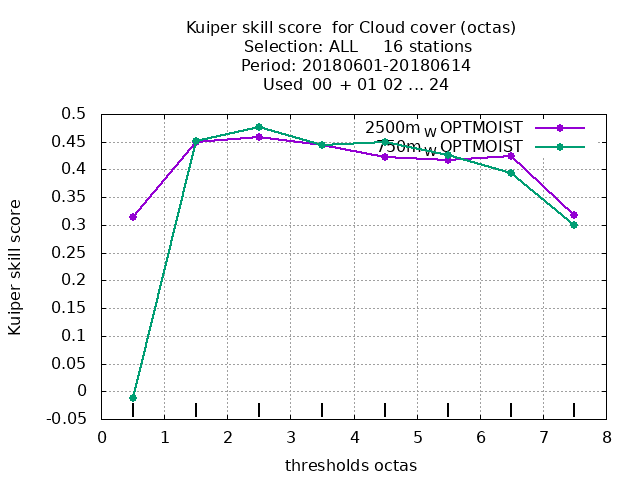 Kuiper skill score  for Cloud cover (octas)
Selection: ALL     16 stations
Period: 20180601-20180614
Used  00 + 01 02 ... 24
2500m W OPTMOIST
750m W OPTMOIST
Kuiper skill score
0.5
0.45
0.4
0.35
0.3
0.25
0.2
0.15
0.1
0.05
0
-0.05
0 1 2 3 4 5 6 7 8
thresholds octas